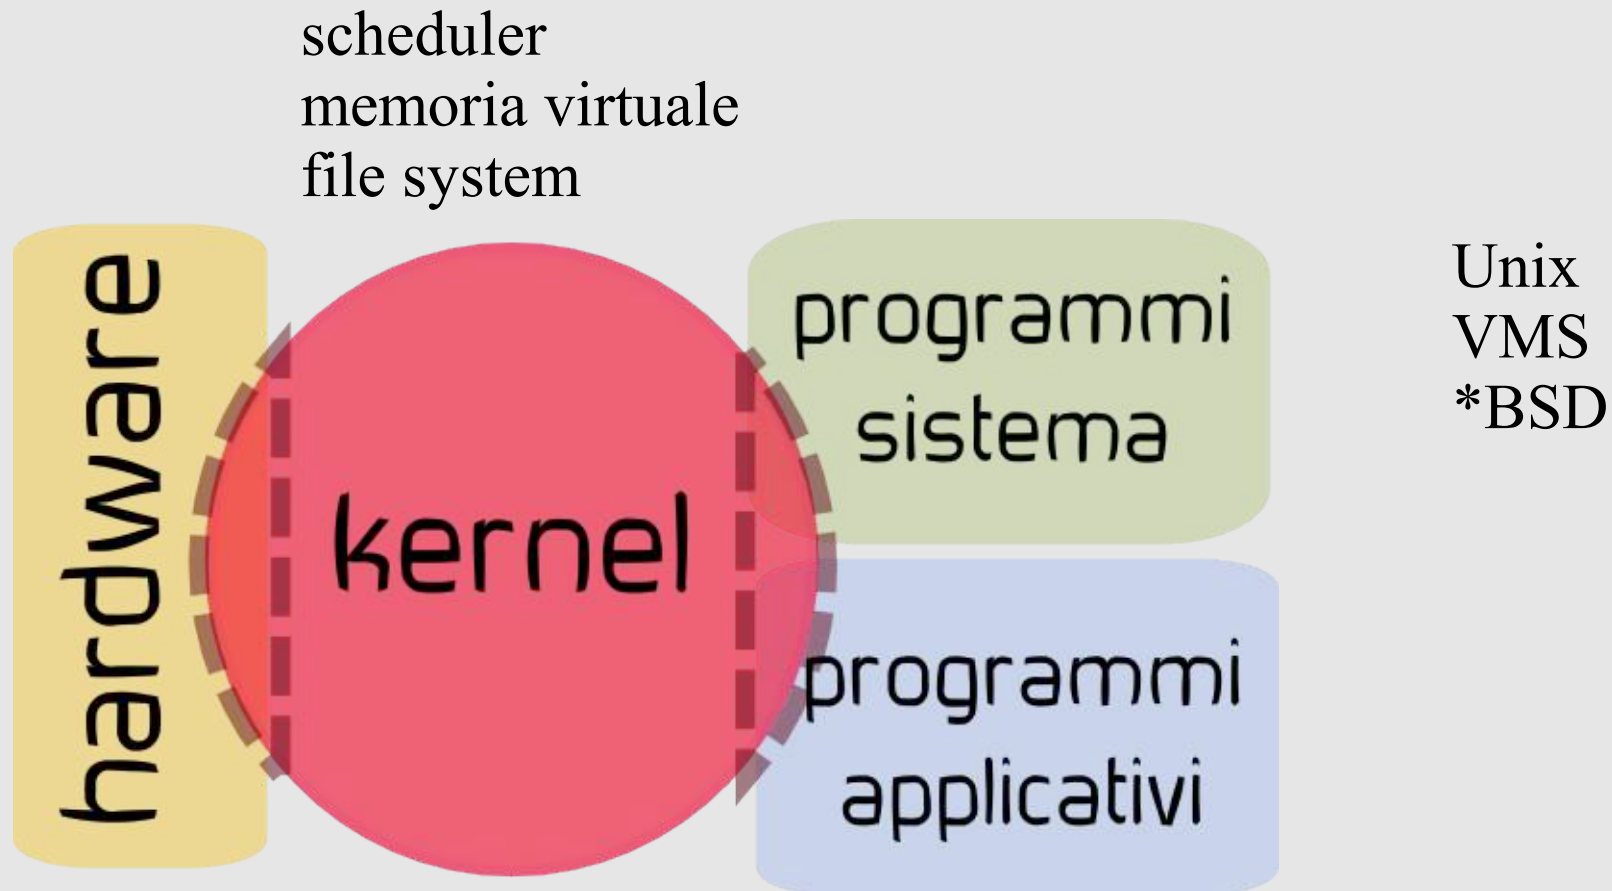 scheduler
memoria virtuale
file system
hardware
kernel
programmi
sistema
programmi
applicativi
Unix
VMS
*BSD